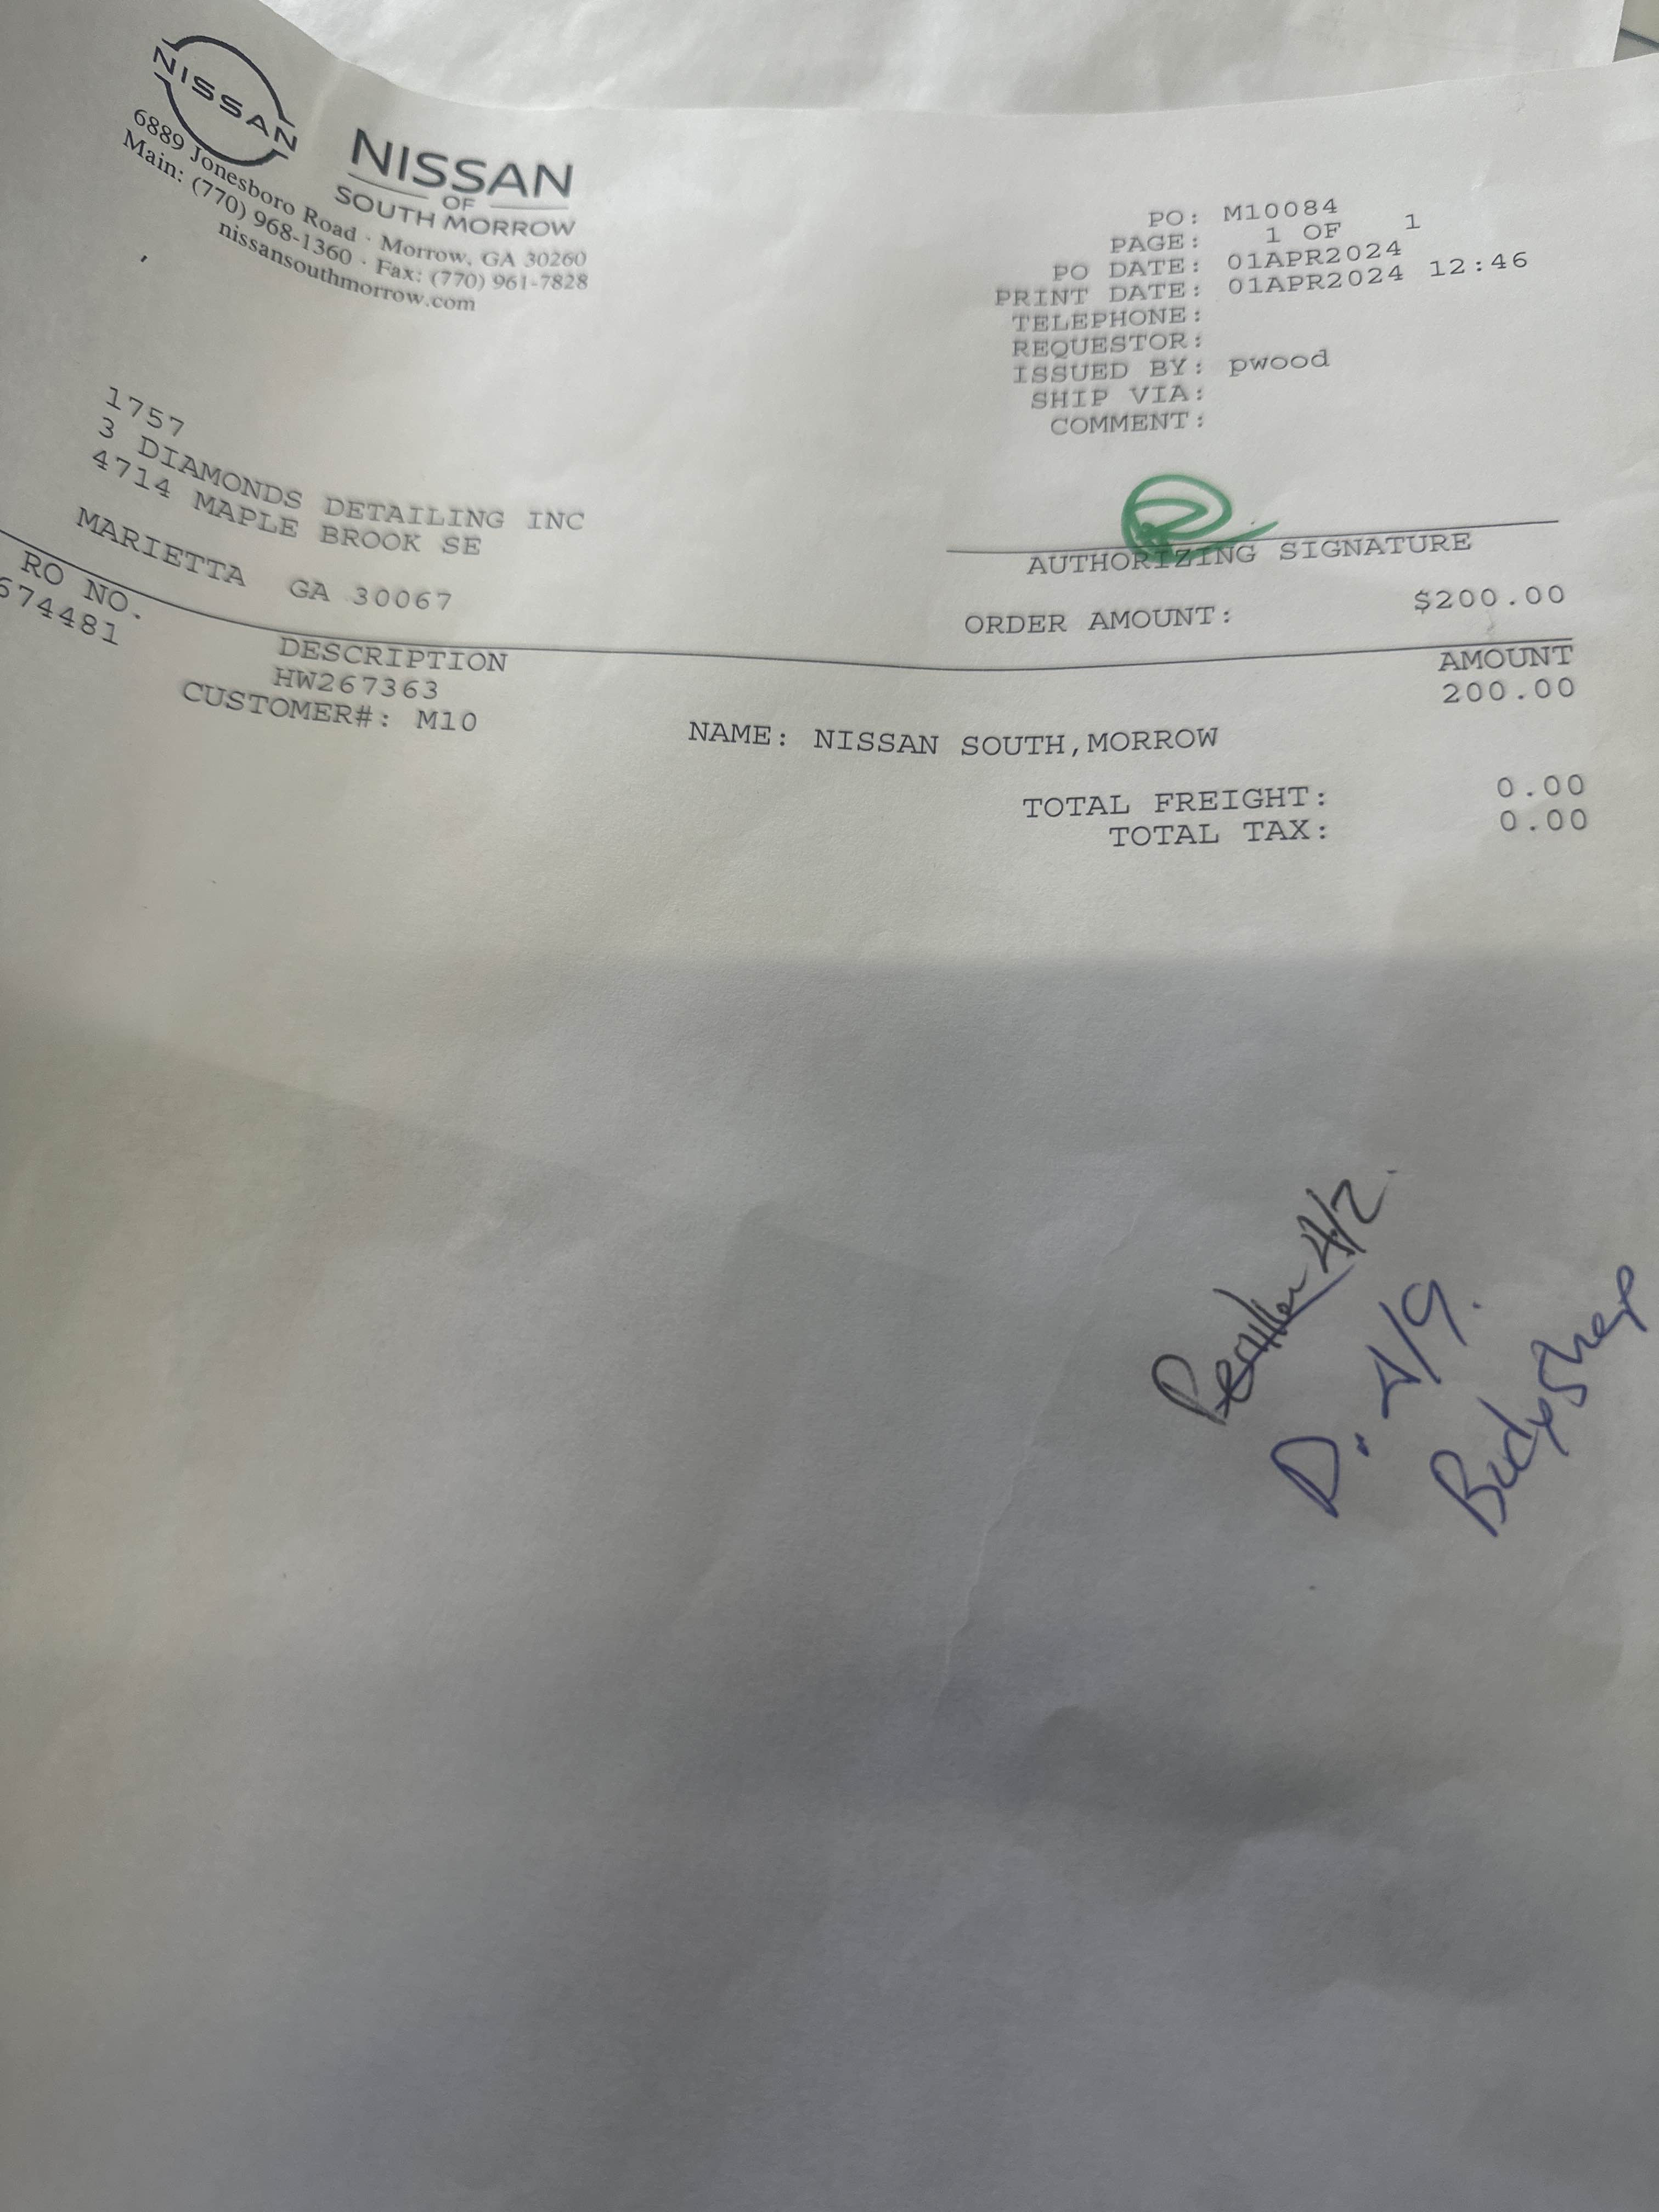 NISSAN
NISSAN
OF
SOUTH MORROW
6889 Jonesboro Road · Morrow, GA 30260
Main: (770) 968-1360 · Fax: (770) 961-7828
nissansouthmorrow.com
PO: M10084
PAGE: 1 OF 1
PO DATE: 01APR2024
PRINT DATE: 01APR2024 12:46
TELEPHONE:
REQUESTOR:
ISSUED BY: pwood
SHIP VIA:
COMMENT:
1757
3 DIAMONDS DETAILING INC
4714 MAPLE BROOK SE
MARIETTA GA 30067
AUTHORIZING SIGNATURE
ORDER AMOUNT: $200.00
RO NO. DESCRIPTION AMOUNT
674481 HW267363 200.00
CUSTOMER#: M10 NAME: NISSAN SOUTH,MORROW
TOTAL FREIGHT: 0.00
TOTAL TAX: 0.00
4/2.
D. 4/9.
Bodyshop